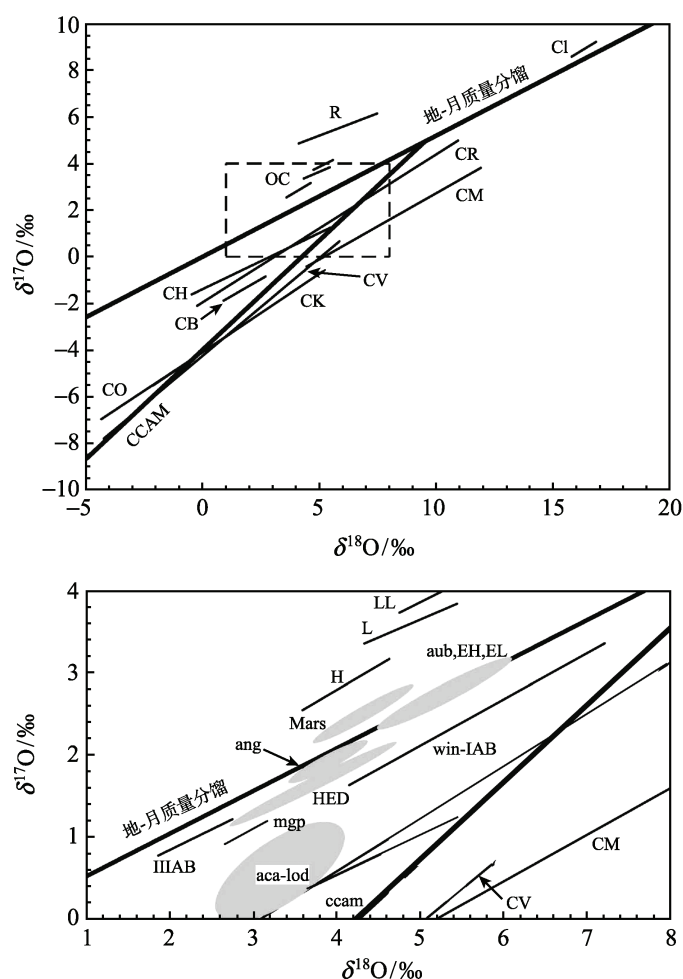 10
8
6
4
2
0
−2
−4
−6
−8
−10
δ¹⁷O/‰
CI
地-月质量分馏
R
OC
CR
CM
CH
CB
CV
CK
CO
CCAM
−5
0
5
10
15
20
δ¹⁸O/‰
4
3
2
1
0
δ¹⁷O/‰
LL
L
H
aub,EH,EL
Mars
ang
win-IAB
地-月质量分馏
HED
mgp
IIIAB
aca-lod
ccam
CV
CM
1
2
3
4
5
6
7
8
δ¹⁸O/‰